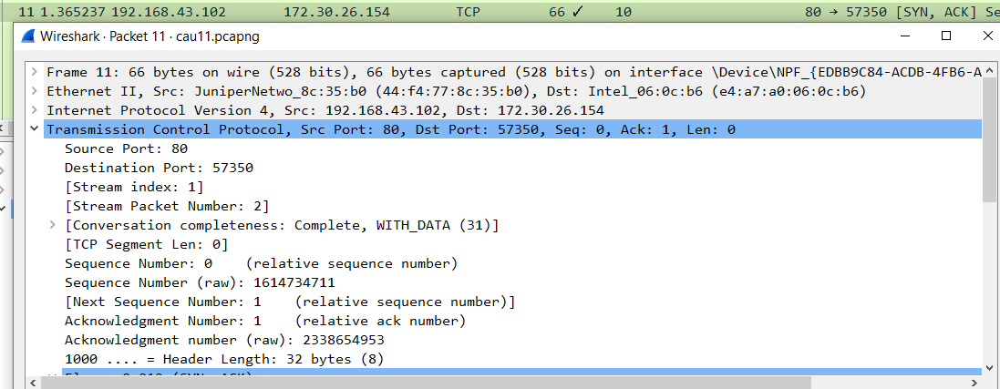 11 1.365237 192.168.43.102 172.30.26.154 TCP 66 ✓ 10 80 → 57350 [SYN, ACK] Se
Wireshark · Packet 11 · cau11.pcapng
Frame 11: 66 bytes on wire (528 bits), 66 bytes captured (528 bits) on interface \Device\NPF_{EDBB9C84-ACDB-4FB6-A
Ethernet II, Src: JuniperNetwo_8c:35:b0 (44:f4:77:8c:35:b0), Dst: Intel_06:0c:b6 (e4:a7:a0:06:0c:b6)
Internet Protocol Version 4, Src: 192.168.43.102, Dst: 172.30.26.154
Transmission Control Protocol, Src Port: 80, Dst Port: 57350, Seq: 0, Ack: 1, Len: 0
Source Port: 80
Destination Port: 57350
[Stream index: 1]
[Stream Packet Number: 2]
[Conversation completeness: Complete, WITH_DATA (31)]
[TCP Segment Len: 0]
Sequence Number: 0 (relative sequence number)
Sequence Number (raw): 1614734711
[Next Sequence Number: 1 (relative sequence number)]
Acknowledgment Number: 1 (relative ack number)
Acknowledgment number (raw): 2338654953
1000 .... = Header Length: 32 bytes (8)